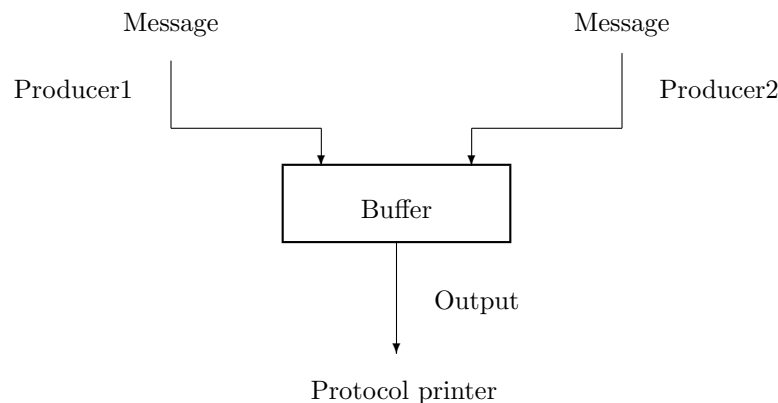 Message
Message
Producer1
Producer2
Buffer
Output
Protocol printer